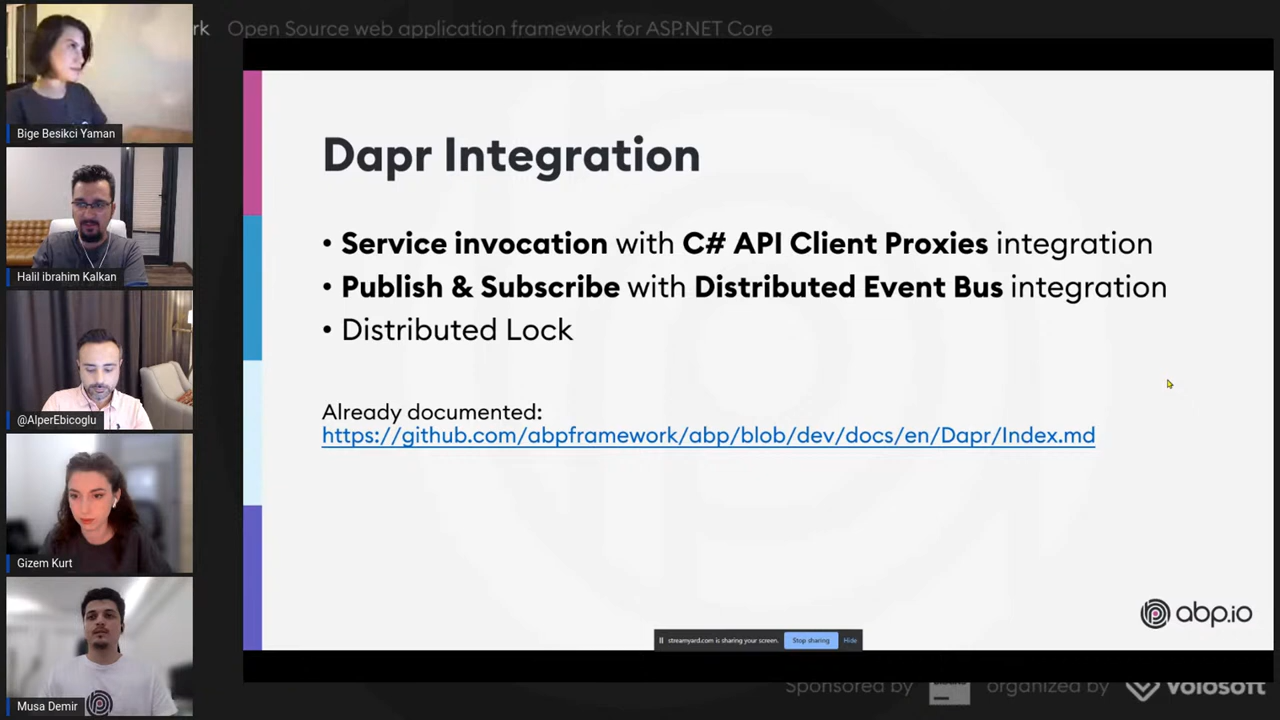 rk Open Source web application framework for ASP.NET Core
Bige Besikci Yaman
Halil ibrahim Kalkan
@AlperEbicoglu
Gizem Kurt
Musa Demir
Dapr Integration
• Service invocation with C# API Client Proxies integration
• Publish & Subscribe with Distributed Event Bus integration
• Distributed Lock
Already documented:
https://github.com/abpframework/abp/blob/dev/docs/en/Dapr/Index.md
abp.io
streamyard.com is sharing your screen. Stop sharing Hide
Sponsored by organized by Volosoft